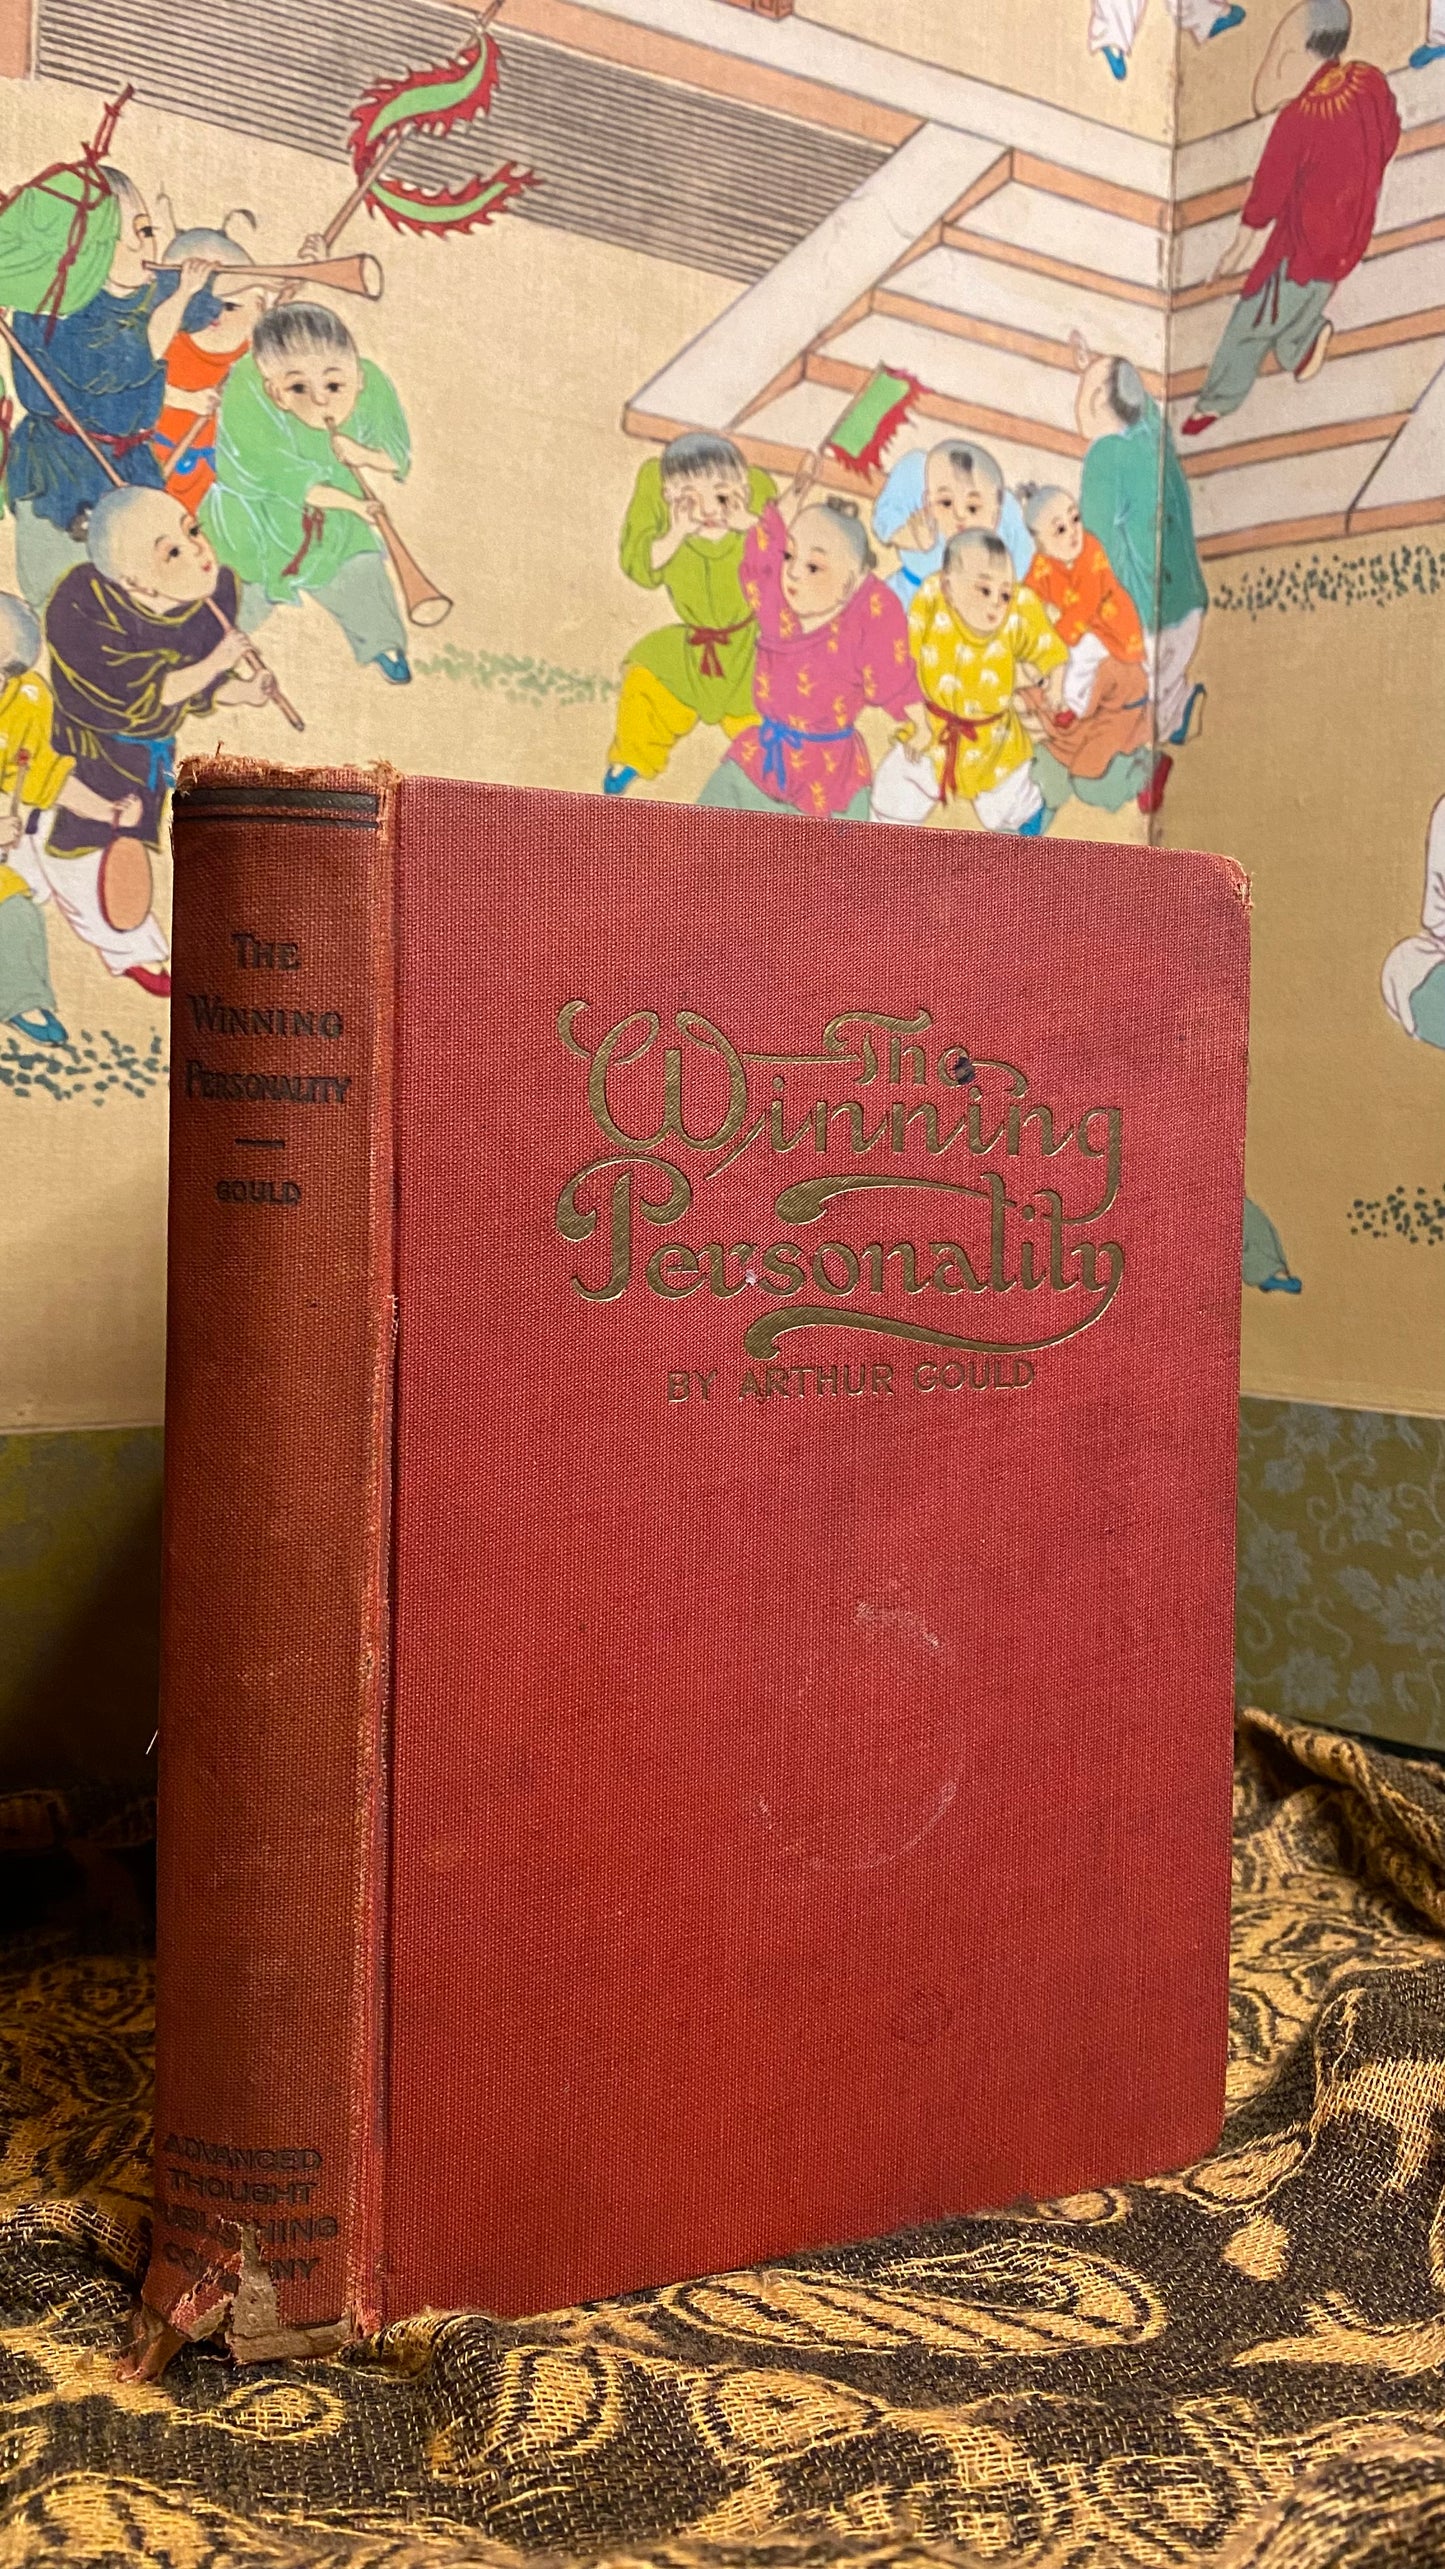 THE
WINNING
PERSONALITY
GOULD
ADVANCED
THOUGHT
PUBLISHING
COMPANY
The
Winning
Personality
BY ARTHUR GOULD